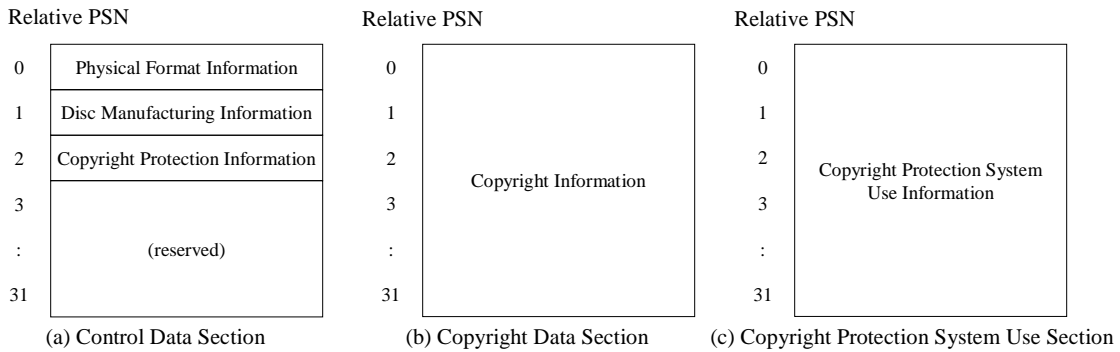 Relative PSN
0
Physical Format Information
1
Disc Manufacturing Information
2
Copyright Protection Information
3
:
(reserved)
31
(a) Control Data Section
Relative PSN
0
1
2
Copyright Information
3
:
31
(b) Copyright Data Section
Relative PSN
0
1
2
Copyright Protection System
Use Information
3
:
31
(c) Copyright Protection System Use Section